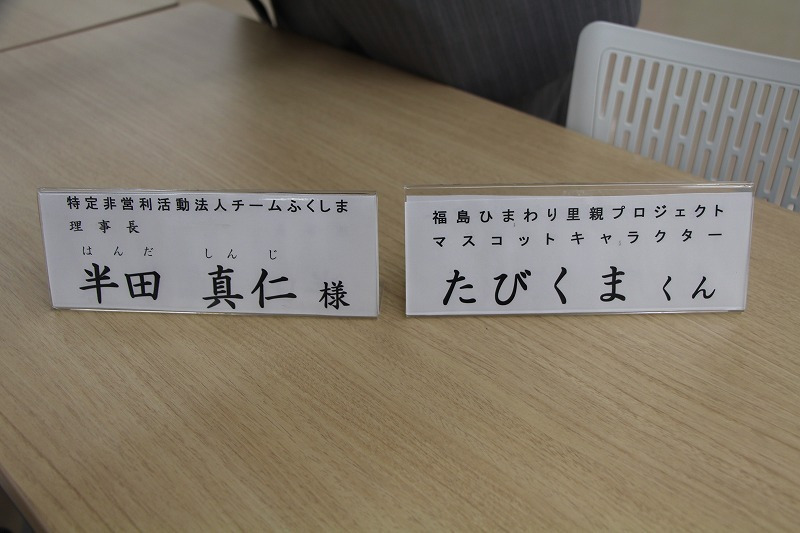 特定非営利活動法人チームふくしま
理事長
はんだ しんじ
半田 真仁 様
福島ひまわり里親プロジェクト
マスコットキャラクター
たびくま くん